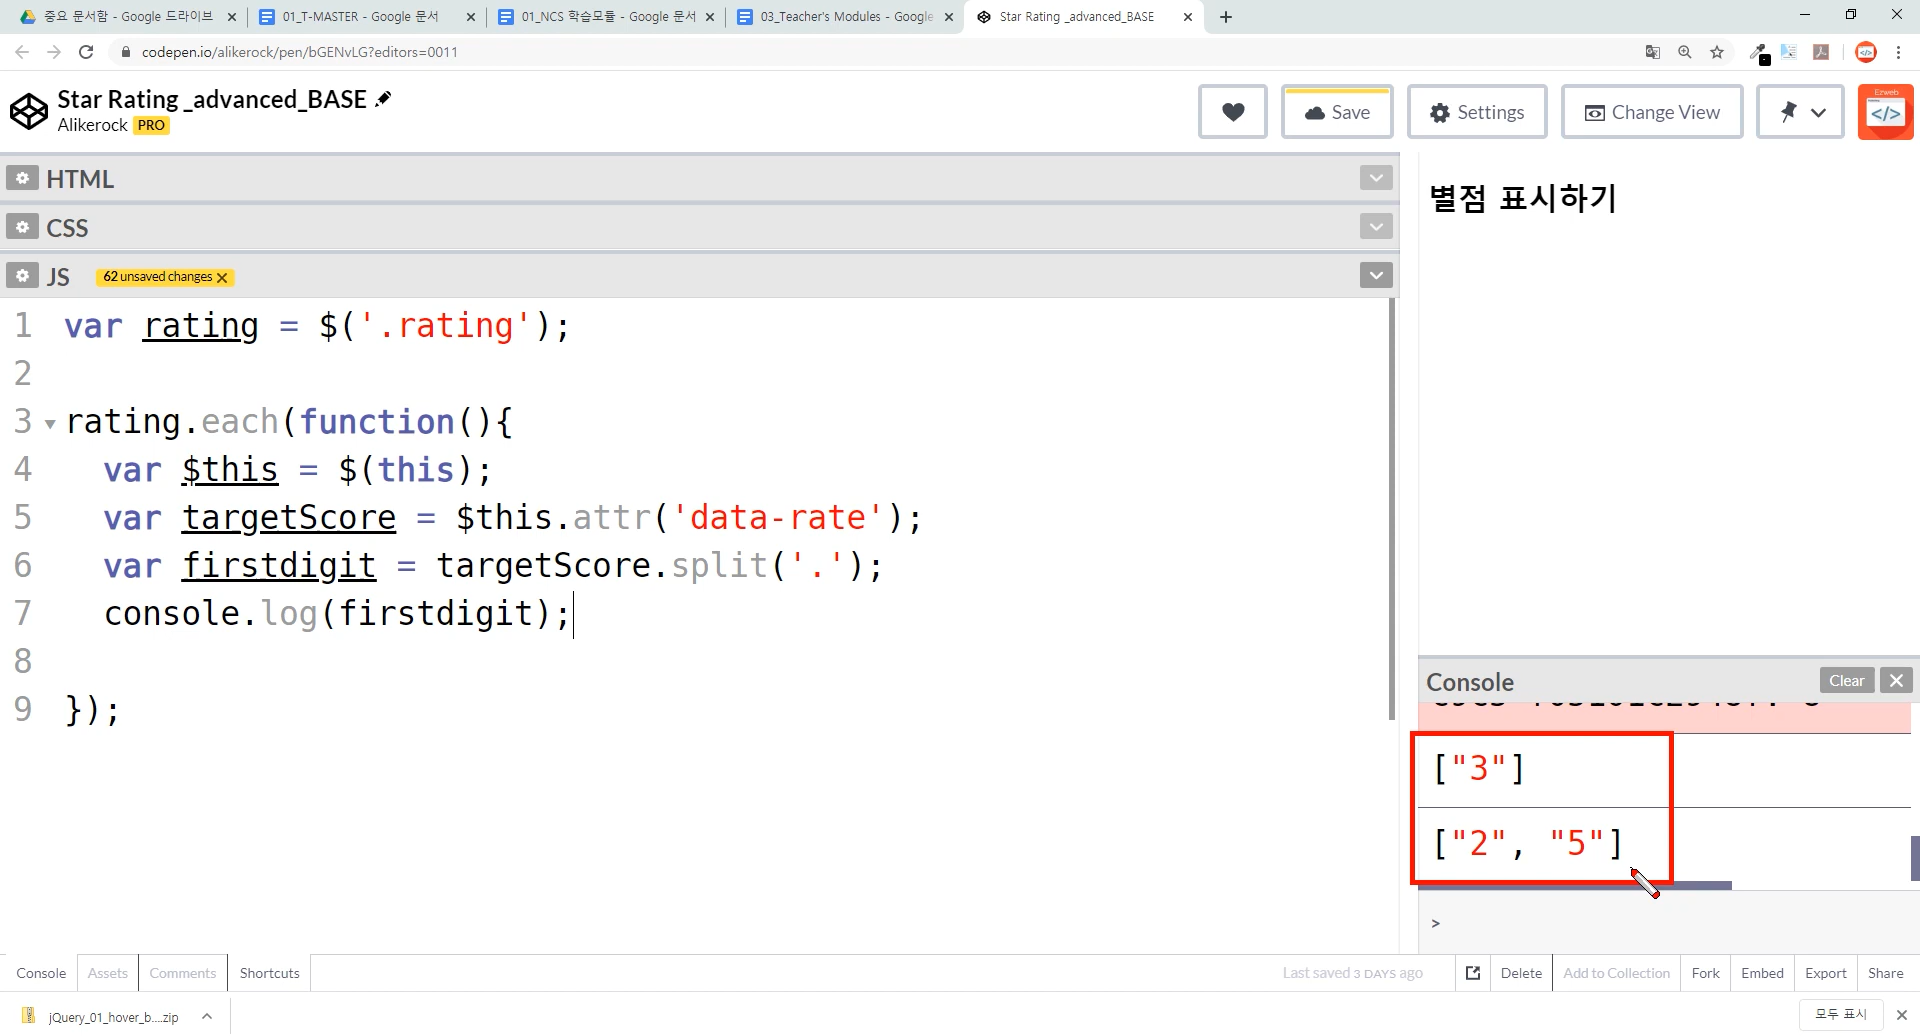 중요 문서함 - Google 드라이브
01_T-MASTER - Google 문서
01_NCS 학습모듈 - Google 문서
03_Teacher's Modules - Google
Star Rating _advanced_BASE
codepen.io/alikerock/pen/bGENvLG?editors=0011
Star Rating _advanced_BASE
Alikerock PRO
Save
Settings
Change View
Ezweb
</>
HTML
CSS
JS
62 unsaved changes
1 var rating = $('.rating');
2
3 rating.each(function(){
4 var $this = $(this);
5 var targetScore = $this.attr('data-rate');
6 var firstdigit = targetScore.split('.');
7 console.log(firstdigit);
8
9 });
별점 표시하기
Console
Clear
["3"]
["2", "5"]
>
Console
Assets
Comments
Shortcuts
Last saved 3 DAYS ago
Delete
Add to Collection
Fork
Embed
Export
Share
jQuery_01_hover_b....zip
모두 표시